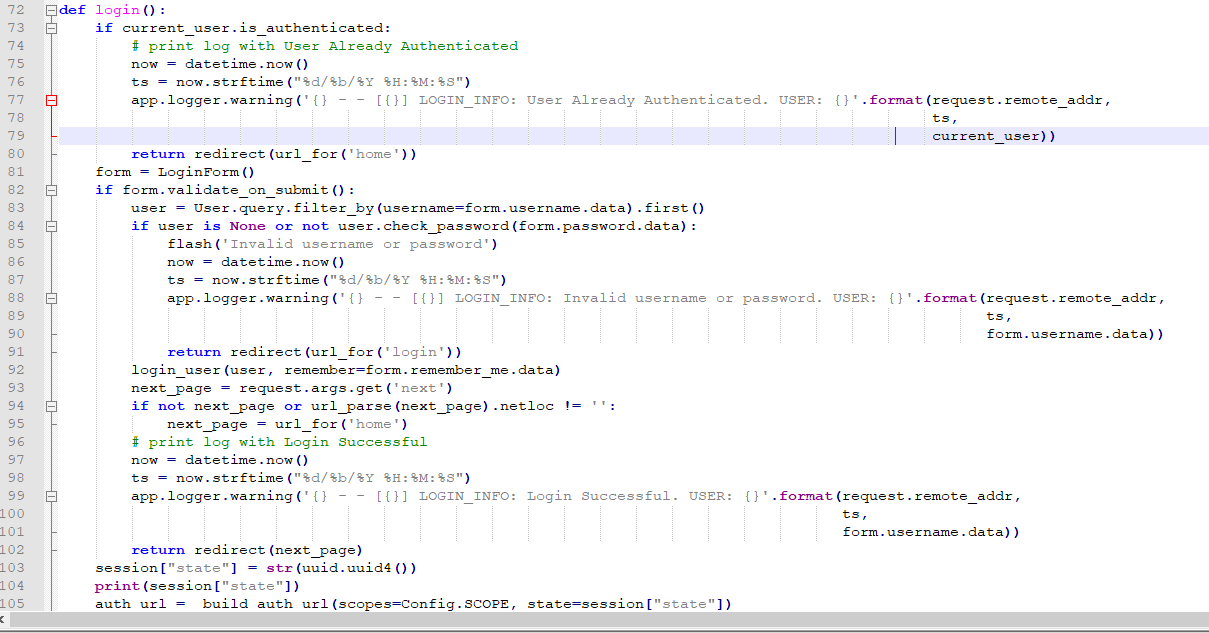 72 def login():
73 if current_user.is_authenticated:
74 # print log with User Already Authenticated
75 now = datetime.now()
76 ts = now.strftime("%d/%b/%Y %H:%M:%S")
77 app.logger.warning('{} - - [{}] LOGIN_INFO: User Already Authenticated. USER: {}'.format(request.remote_addr,
78 ts,
79 current_user))
80 return redirect(url_for('home'))
81 form = LoginForm()
82 if form.validate_on_submit():
83 user = User.query.filter_by(username=form.username.data).first()
84 if user is None or not user.check_password(form.password.data):
85 flash('Invalid username or password')
86 now = datetime.now()
87 ts = now.strftime("%d/%b/%Y %H:%M:%S")
88 app.logger.warning('{} - - [{}] LOGIN_INFO: Invalid username or password. USER: {}'.format(request.remote_addr,
89 ts,
90 form.username.data))
91 return redirect(url_for('login'))
92 login_user(user, remember=form.remember_me.data)
93 next_page = request.args.get('next')
94 if not next_page or url_parse(next_page).netloc != '':
95 next_page = url_for('home')
96 # print log with Login Successful
97 now = datetime.now()
98 ts = now.strftime("%d/%b/%Y %H:%M:%S")
99 app.logger.warning('{} - - [{}] LOGIN_INFO: Login Successful. USER: {}'.format(request.remote_addr,
100 ts,
101 form.username.data))
102 return redirect(next_page)
103 session["state"] = str(uuid.uuid4())
104 print(session["state"])
105 auth_url = _build_auth_url(scopes=Config.SCOPE, state=session["state"])